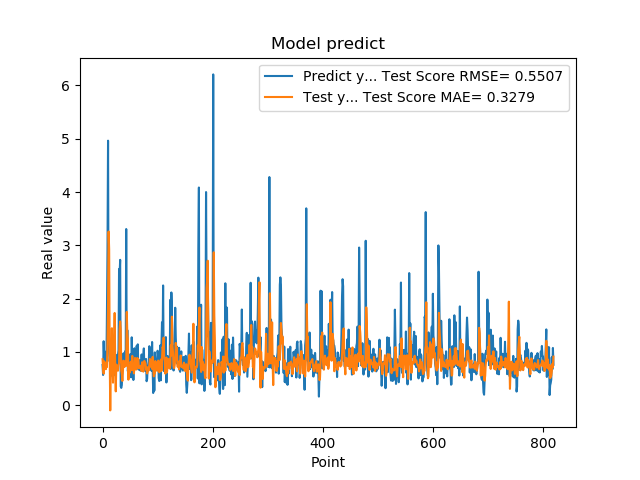 Model predict
Predict y... Test Score RMSE= 0.5507
Test y... Test Score MAE= 0.3279
6
5
4
3
2
1
0
Real value
0 200 400 600 800
Point